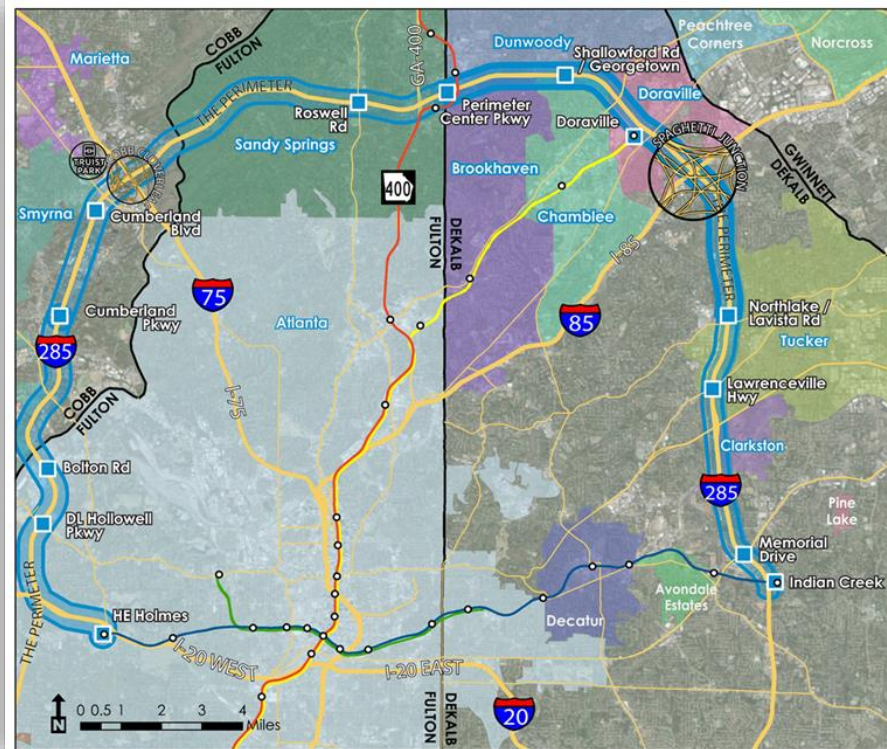 Marietta
COBB
FULTON
GA-400
Dunwoody
Peachtree
Corners
Norcross
Shallowford Rd
/ Georgetown
Doraville
THE PERIMETER
Roswell
Rd
Perimeter
Center Pkwy
Doraville
SPAGHETTI JUNCTION
GWINNETT
DEKALB
TRUIST
PARK
COBB CLOVERLEAF
Sandy Springs
Brookhaven
400
Smyrna
Cumberland
Blvd
DEKALB
FULTON
Chamblee
I-85
THE PERIMETER
Cumberland
Pkwy
75
Atlanta
85
Northlake /
Lavista Rd
Tucker
285
COBB
FULTON
I-75
Lawrenceville
Hwy
Clarkston
Bolton Rd
285
DL Hollowell
Pkwy
Pine
Lake
Memorial
Drive
Indian Creek
THE PERIMETER
HE Holmes
Decatur
Avondale
Estates
I-20 WEST
I-20 EAST
N
0 0.5 1 2 3 4
Miles
FULTON
DEKALB
20